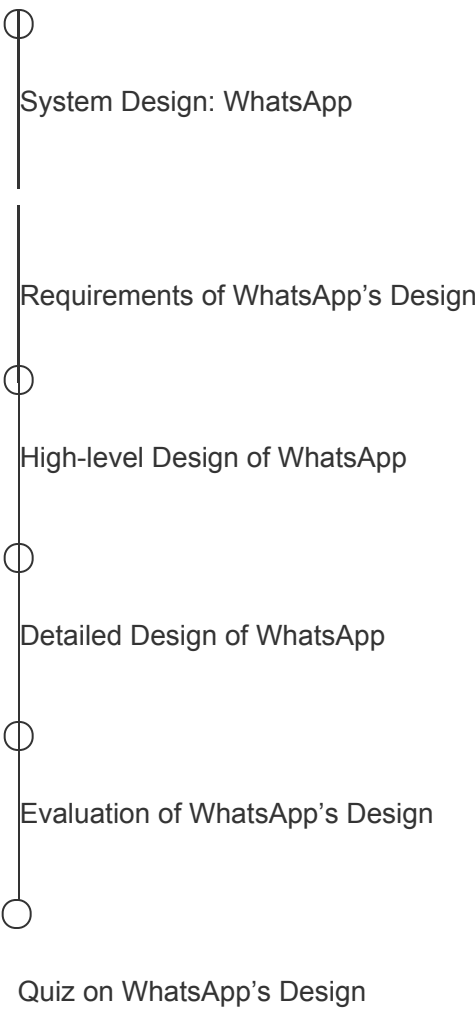 System Design: WhatsApp
Requirements of WhatsApp’s Design
High-level Design of WhatsApp
Detailed Design of WhatsApp
Evaluation of WhatsApp’s Design
Quiz on WhatsApp’s Design